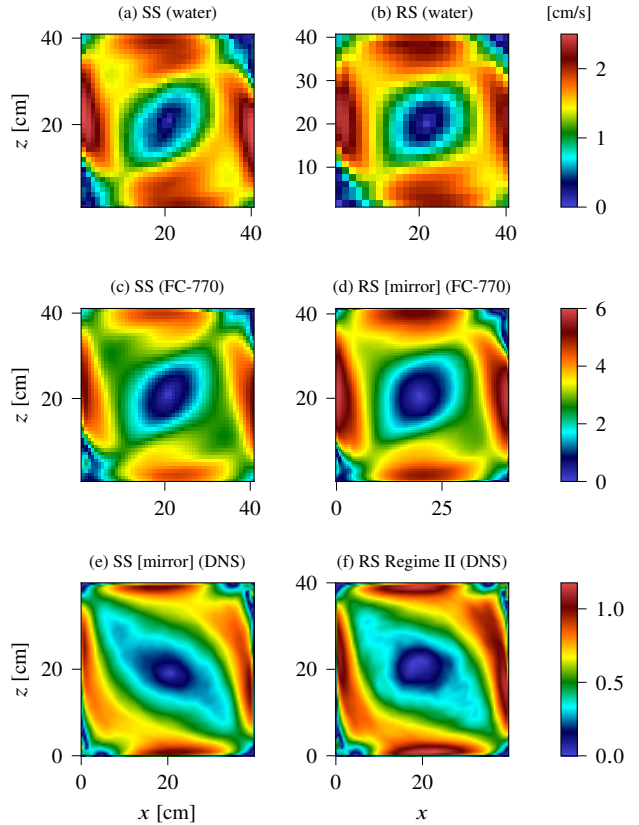 (a) SS (water)
(b) RS (water)
[cm/s]
40
20
z [cm]
20
40
40
30
20
10
20
40
2
1
0
(c) SS (FC-770)
RS [mirror] (FC-770)
(d)
40
20
z [cm]
20
40
0
25
6
4
2
0
(e) SS [mirror] (DNS)
(f) RS Regime II (DNS)
40
20
0
z [cm]
0
20
40
20
0
0
20
x [cm]
x
1.0
0.5
0.0